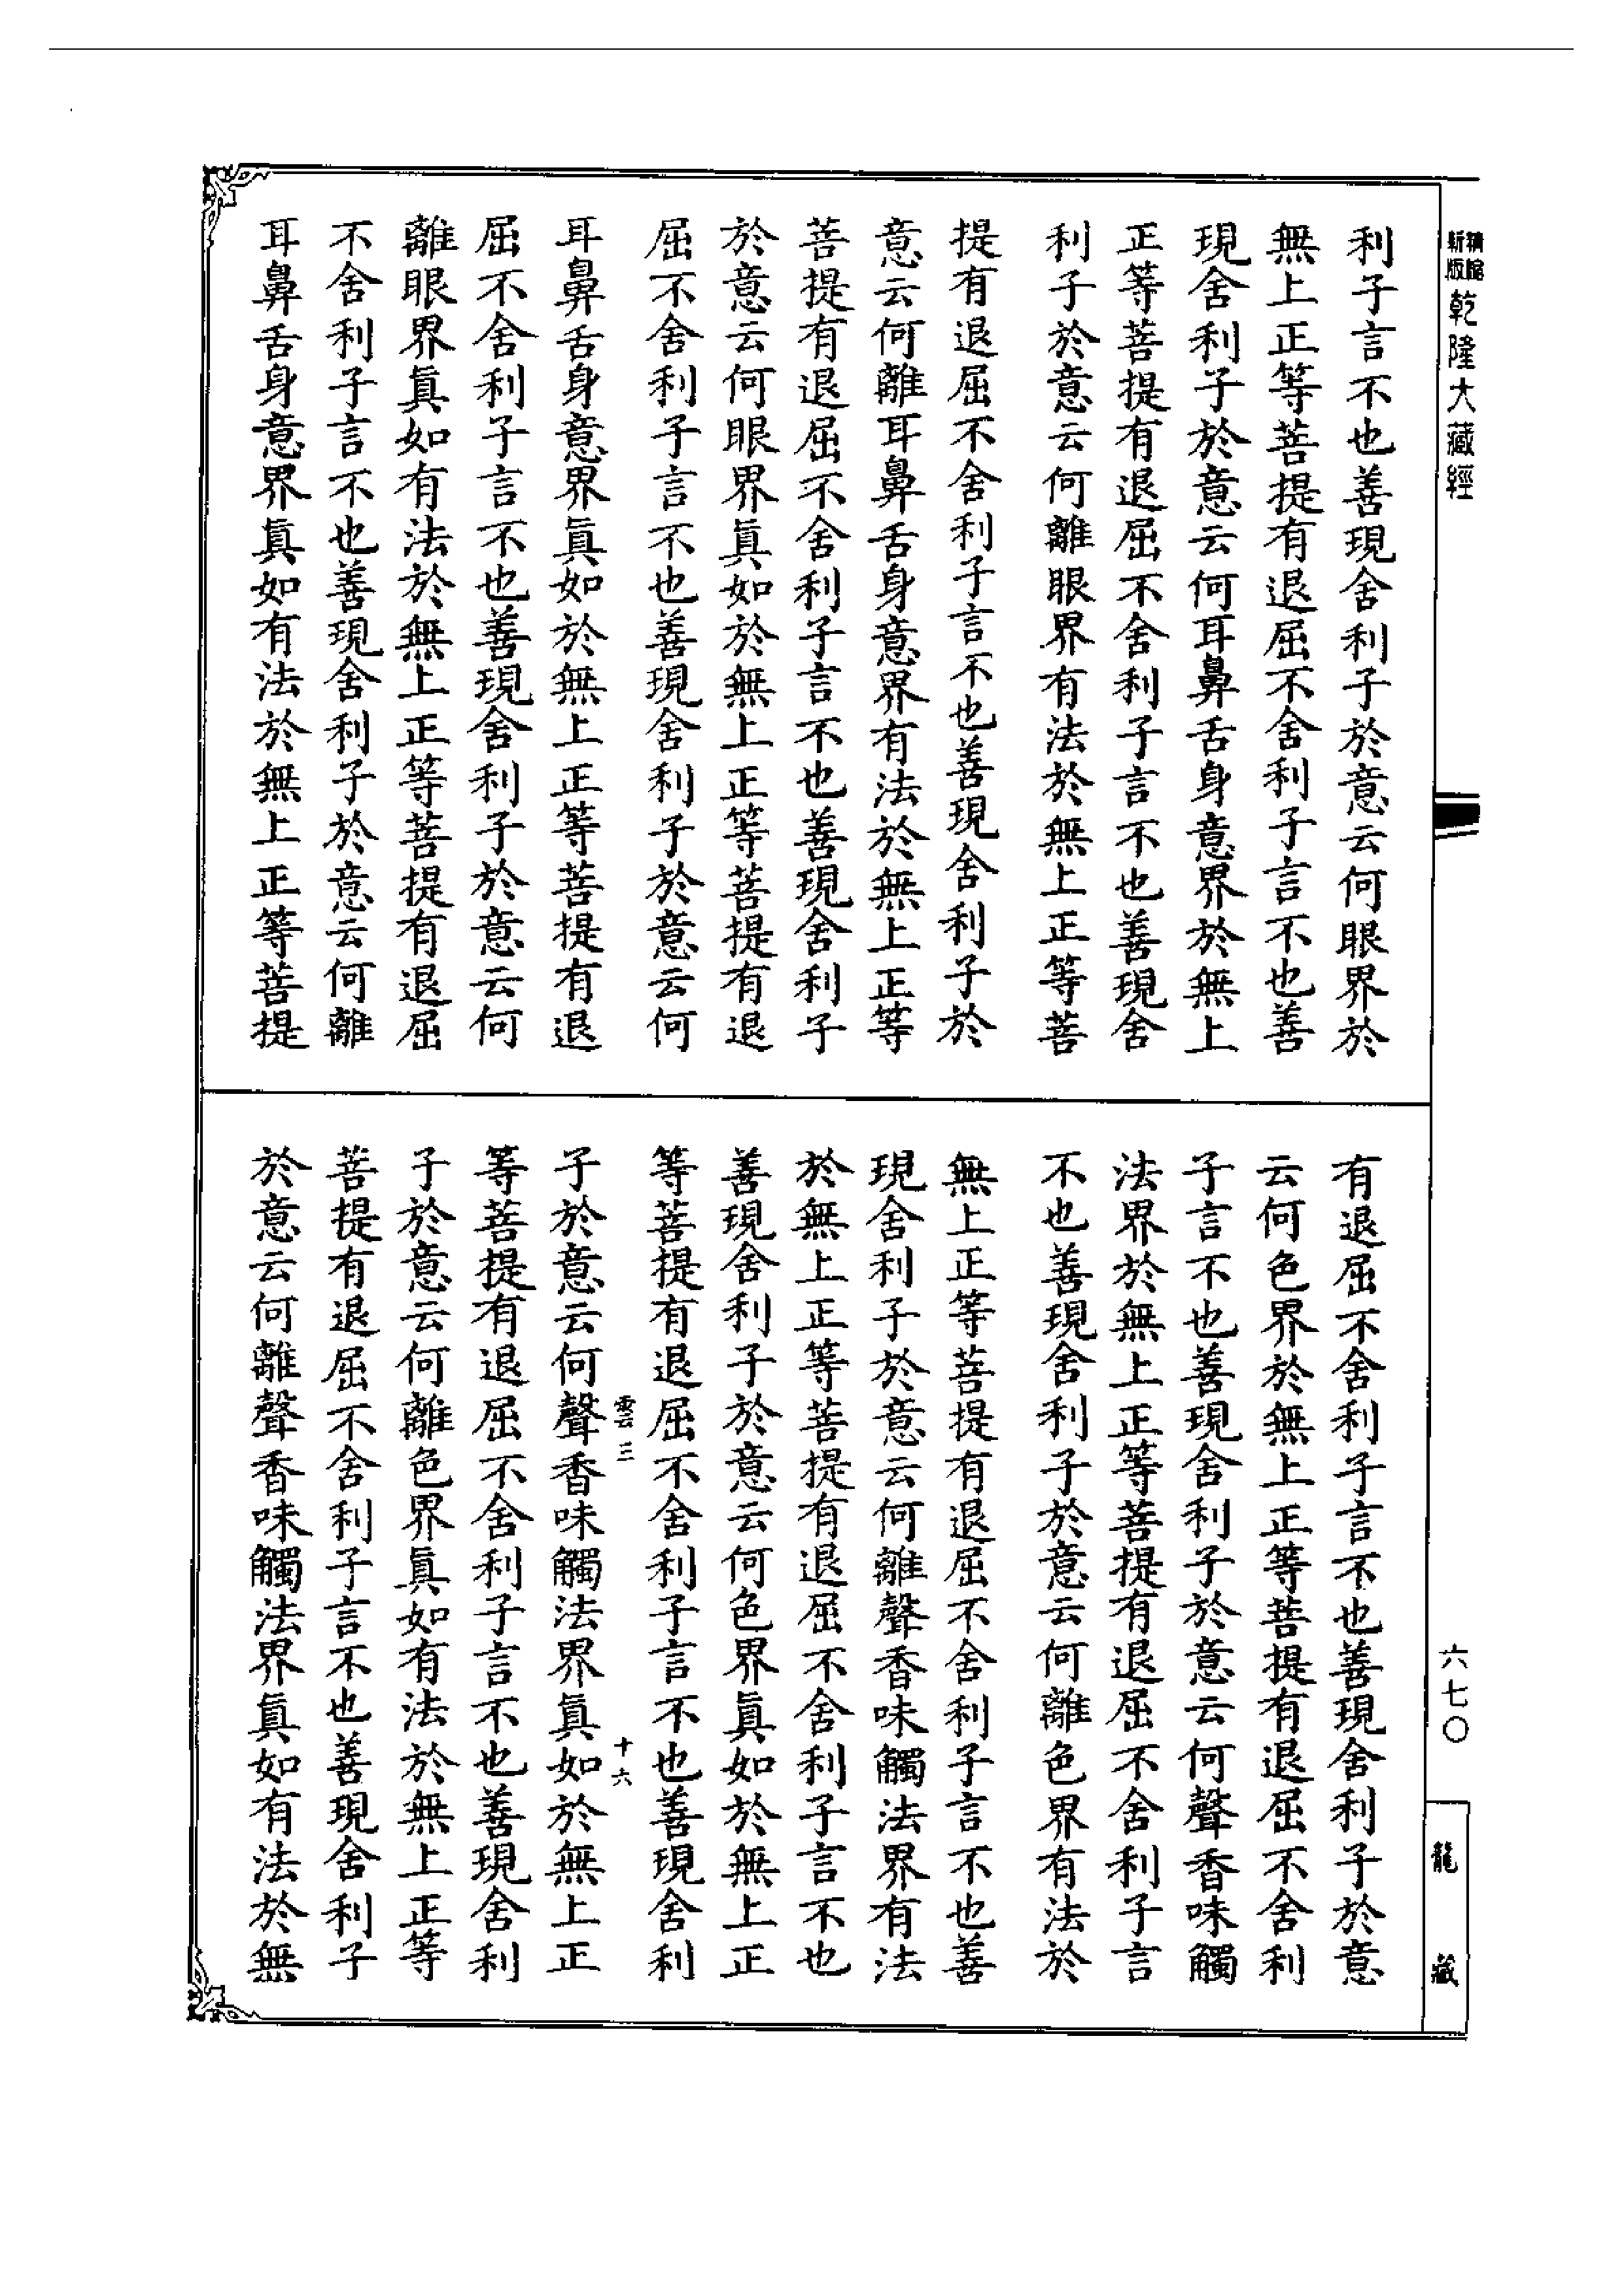 精縮
新版
乾隆大藏經
利子言不也善現舍利子於意云何眼界於
無上正等菩提有退屈不舍利子言不也善
現舍利子於意云何耳鼻舌身意界於無上
正等菩提有退屈不舍利子言不也善現舍
利子於意云何離眼界有法於無上正等菩
提有退屈不舍利子言不也善現舍利子於
意云何離耳鼻舌身意界有法於無上正等
菩提有退屈不舍利子言不也善現舍利子
於意云何眼界真如於無上正等菩提有退
屈不舍利子言不也善現舍利子於意云何
耳鼻舌身意界真如於無上正等菩提有退
屈不舍利子言不也善現舍利子於意云何
離眼界真如有法於無上正等菩提有退屈
不舍利子言不也善現舍利子於意云何離
耳鼻舌身意界真如有法於無上正等菩提
有退屈不舍利子言不也善現舍利子於意
云何色界於無上正等菩提有退屈不舍利
子言不也善現舍利子於意云何聲香味觸
法界於無上正等菩提有退屈不舍利子言
不也善現舍利子於意云何離色界有法於
無上正等菩提有退屈不舍利子言不也善
現舍利子於意云何離聲香味觸法界有法
於無上正等菩提有退屈不舍利子言不也
善現舍利子於意云何色界真如於無上正
等菩提有退屈不舍利子言不也善現舍利
雲三 十六
子於意云何聲香味觸法界真如於無上正
等菩提有退屈不舍利子言不也善現舍利
子於意云何離色界真如有法於無上正等
菩提有退屈不舍利子言不也善現舍利子
於意云何離聲香味觸法界真如有法於無
六七〇
龍藏